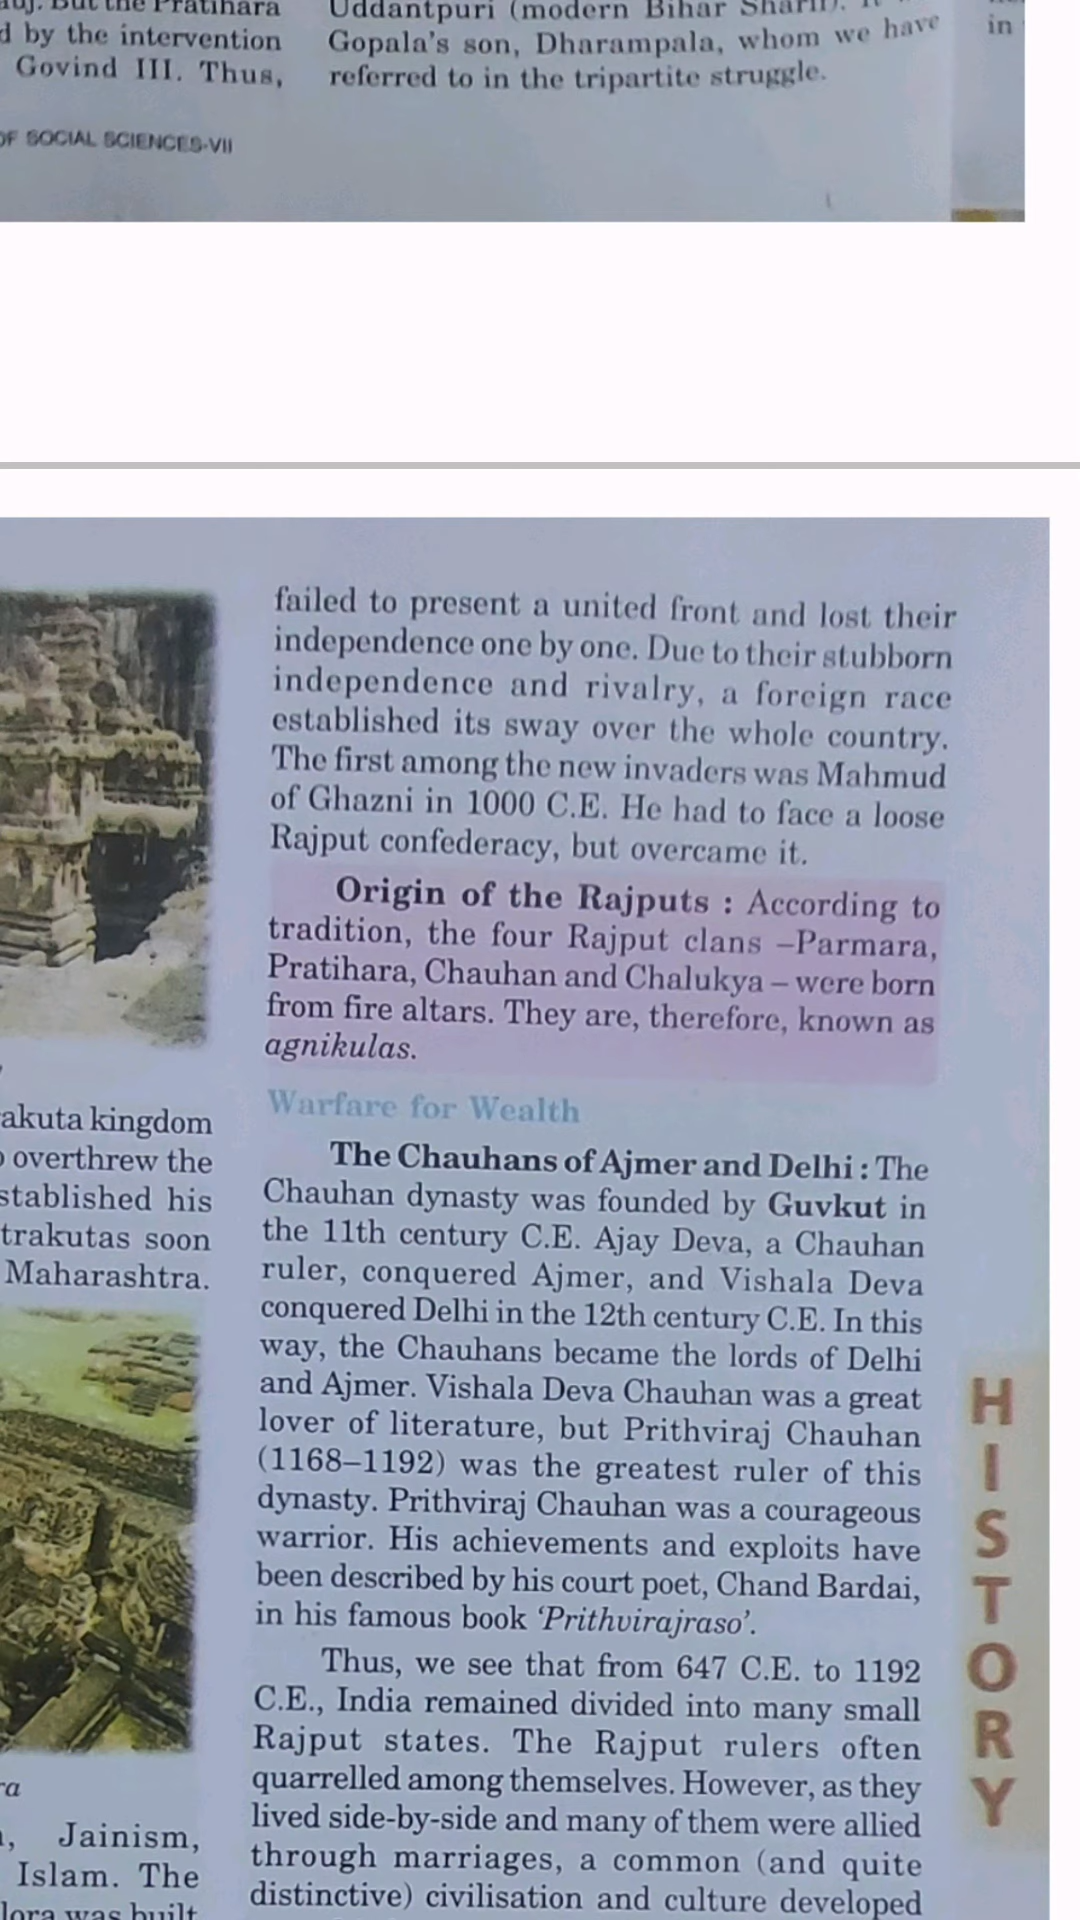 Pratihara
d by the intervention
Govind III. Thus,
OF SOCIAL SCIENCES-VII
Uddantpuri (modern Bihar Sharif).
Gopala's son, Dharampala, whom we have
referred to in the tripartite struggle.
in
akuta kingdom
overthrew the
stablished his
trakutas soon
Maharashtra.
ra
Jainism,
Islam. The
lora was built
failed to present a united front and lost their
independence one by one. Due to their stubborn
independence and rivalry, a foreign race
established its sway over the whole country.
The first among the new invaders was Mahmud
of Ghazni in 1000 C.E. He had to face a loose
Rajput confederacy, but overcame it.
Origin of the Rajputs : According to
tradition, the four Rajput clans –Parmara,
Pratihara, Chauhan and Chalukya – were born
from fire altars. They are, therefore, known as
agnikulas.
Warfare for Wealth
The Chauhans of Ajmer and Delhi : The
Chauhan dynasty was founded by Guvkut in
the 11th century C.E. Ajay Deva, a Chauhan
ruler, conquered Ajmer, and Vishala Deva
conquered Delhi in the 12th century C.E. In this
way, the Chauhans became the lords of Delhi
and Ajmer. Vishala Deva Chauhan was a great
lover of literature, but Prithviraj Chauhan
(1168–1192) was the greatest ruler of this
dynasty. Prithviraj Chauhan was a courageous
warrior. His achievements and exploits have
been described by his court poet, Chand Bardai,
in his famous book 'Prithvirajraso'.
Thus, we see that from 647 C.E. to 1192
C.E., India remained divided into many small
Rajput states. The Rajput rulers often
quarrelled among themselves. However, as they
lived side-by-side and many of them were allied
through marriages, a common (and quite
distinctive) civilisation and culture developed
HISTORY